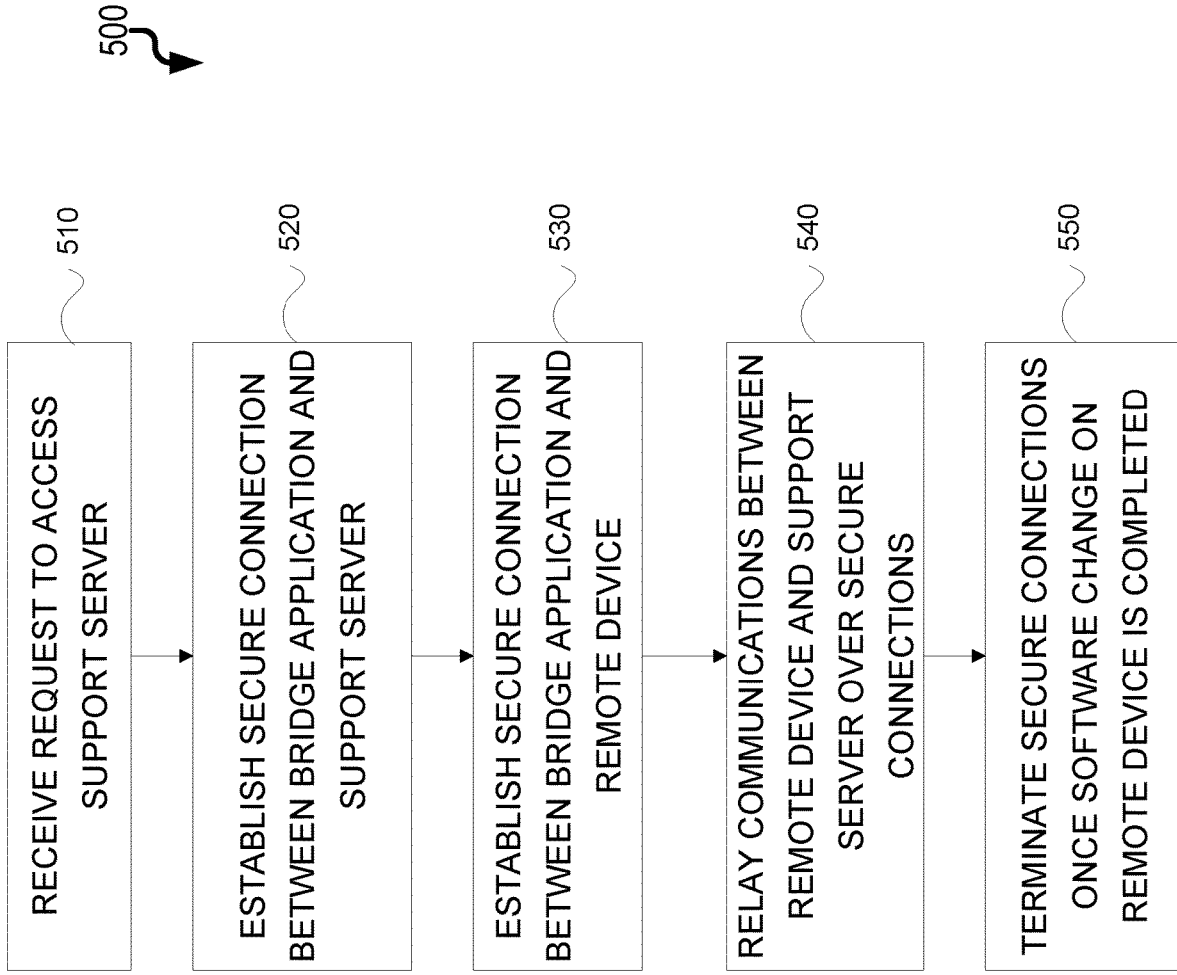 500
510
RECEIVE REQUEST TO ACCESS
SUPPORT SERVER
520
ESTABLISH SECURE CONNECTION
BETWEEN BRIDGE APPLICATION AND
SUPPORT SERVER
530
ESTABLISH SECURE CONNECTION
BETWEEN BRIDGE APPLICATION AND
REMOTE DEVICE
540
RELAY COMMUNICATIONS BETWEEN
REMOTE DEVICE AND SUPPORT
SERVER OVER SECURE
CONNECTIONS
550
TERMINATE SECURE CONNECTIONS
ONCE SOFTWARE CHANGE ON
REMOTE DEVICE IS COMPLETED